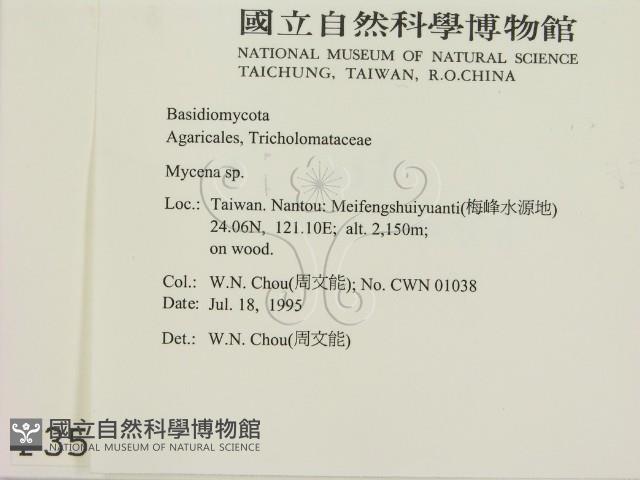 國立自然科學博物館
NATIONAL MUSEUM OF NATURAL SCIENCE
TAICHUNG, TAIWAN, R.O.CHINA
Basidiomycota
Agaricales, Tricholomataceae
Mycena sp.
Loc.: Taiwan. Nantou: Meifengshuiyuanti(梅峰水源地)
24.06N, 121.10E; alt. 2,150m;
on wood.
Col.: W.N. Chou(周文能); No. CWN 01038
Date: Jul. 18, 1995
Det.: W.N. Chou(周文能)
國立自然科學博物館
NATIONAL MUSEUM OF NATURAL SCIENCE